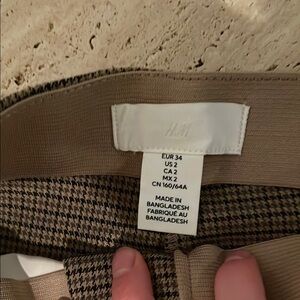 H&M
EUR 34
US 2
CA 2
MX 2
CN 160/64A
MADE IN
BANGLADESH
FABRIQUÉ AU
BANGLADESH